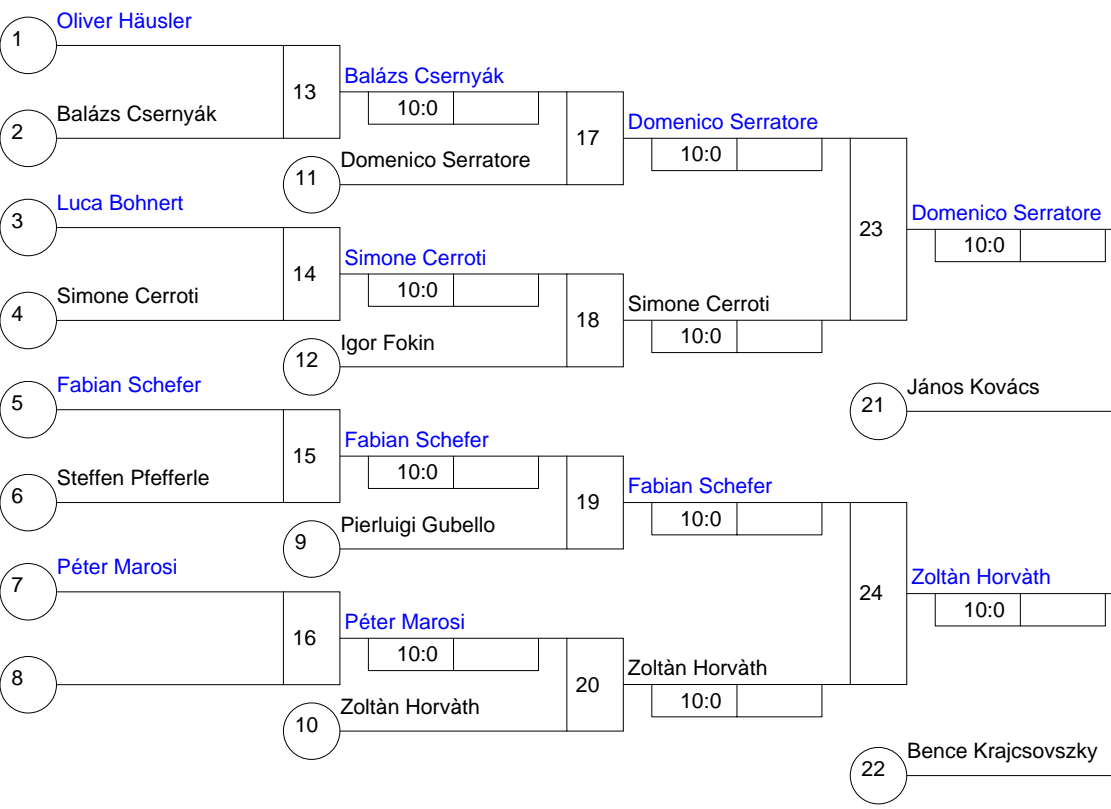 Oliver Häusler
1
13
Balázs Csernyák
10:0
2
Balázs Csernyák
17
Domenico Serratore
10:0
11
Domenico Serratore
3
Luca Bohnert
23
Domenico Serratore
10:0
14
Simone Cerroti
10:0
4
Simone Cerroti
18
Simone Cerroti
10:0
12
Igor Fokin
5
Fabian Schefer
21
János Kovács
15
Fabian Schefer
10:0
6
Steffen Pfefferle
19
Fabian Schefer
10:0
9
Pierluigi Gubello
7
Péter Marosi
24
Zoltàn Horvàth
10:0
16
Péter Marosi
10:0
8
20
Zoltàn Horvàth
10:0
10
Zoltàn Horvàth
22
Bence Krajcsovszky